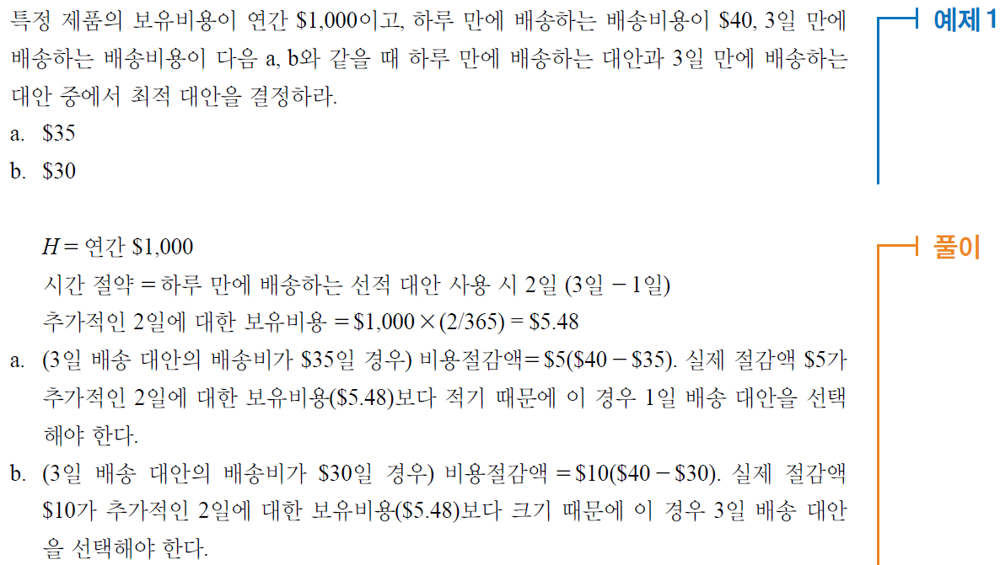 특정 제품의 보유비용이 연간 $1,000이고, 하루 만에 배송하는 배송비용이 $40, 3일 만에
배송하는 배송비용이 다음 a, b와 같을 때 하루 만에 배송하는 대안과 3일 만에 배송하는
대안 중에서 최적 대안을 결정하라.
a. $35
b. $30
예제 1
H = 연간 $1,000
시간 절약 = 하루 만에 배송하는 선적 대안 사용 시 2일 (3일 − 1일)
추가적인 2일에 대한 보유비용 = $1,000 × (2/365) = $5.48
a. (3일 배송 대안의 배송비가 $35일 경우) 비용절감액= $5($40 − $35). 실제 절감액 $5가
추가적인 2일에 대한 보유비용($5.48)보다 적기 때문에 이 경우 1일 배송 대안을 선택
해야 한다.
b. (3일 배송 대안의 배송비가 $30일 경우) 비용절감액 = $10($40 − $30). 실제 절감액
$10가 추가적인 2일에 대한 보유비용($5.48)보다 크기 때문에 이 경우 3일 배송 대안
을 선택해야 한다.
풀이